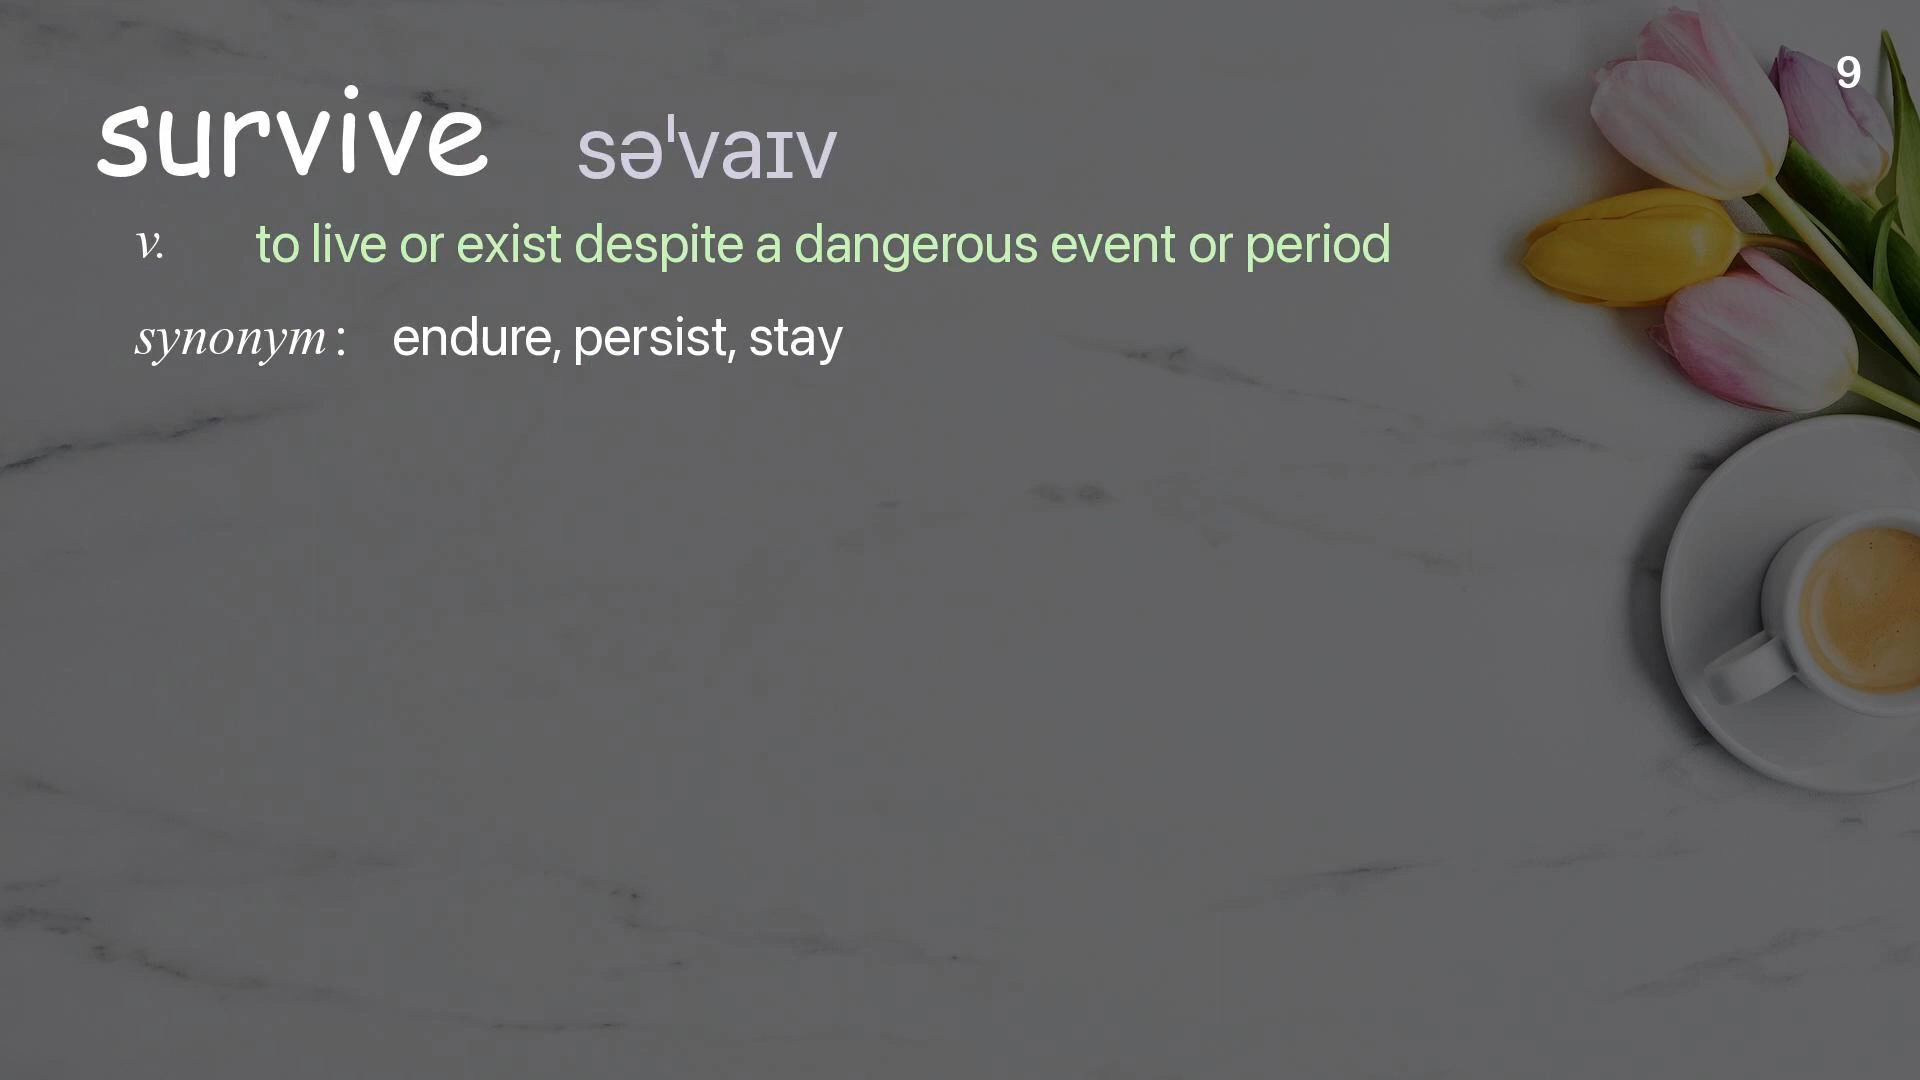 9
survive səˈvaɪv
v. to live or exist despite a dangerous event or period
synonym: endure, persist, stay